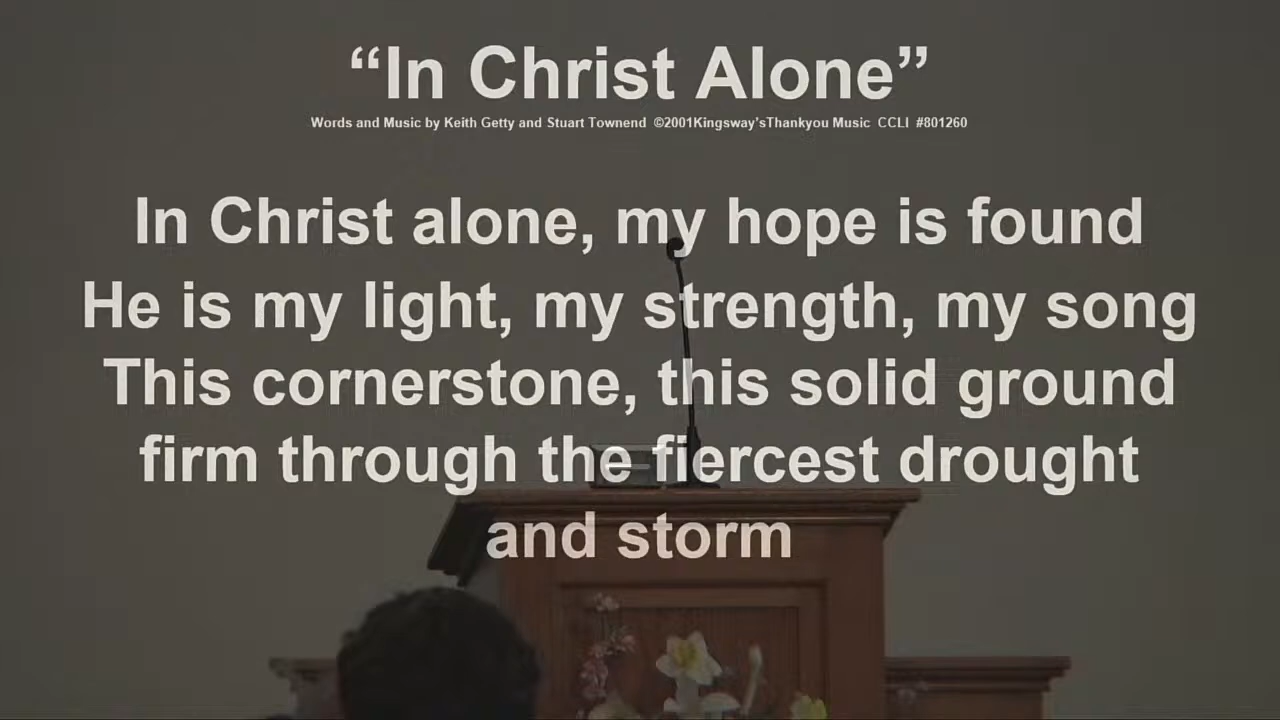 “In Christ Alone”
Words and Music by Keith Getty and Stuart Townend ©2001Kingsway'sThankyou Music CCLI #801260
In Christ alone, my hope is found
He is my light, my strength, my song
This cornerstone, this solid ground
firm through the fiercest drought
and storm